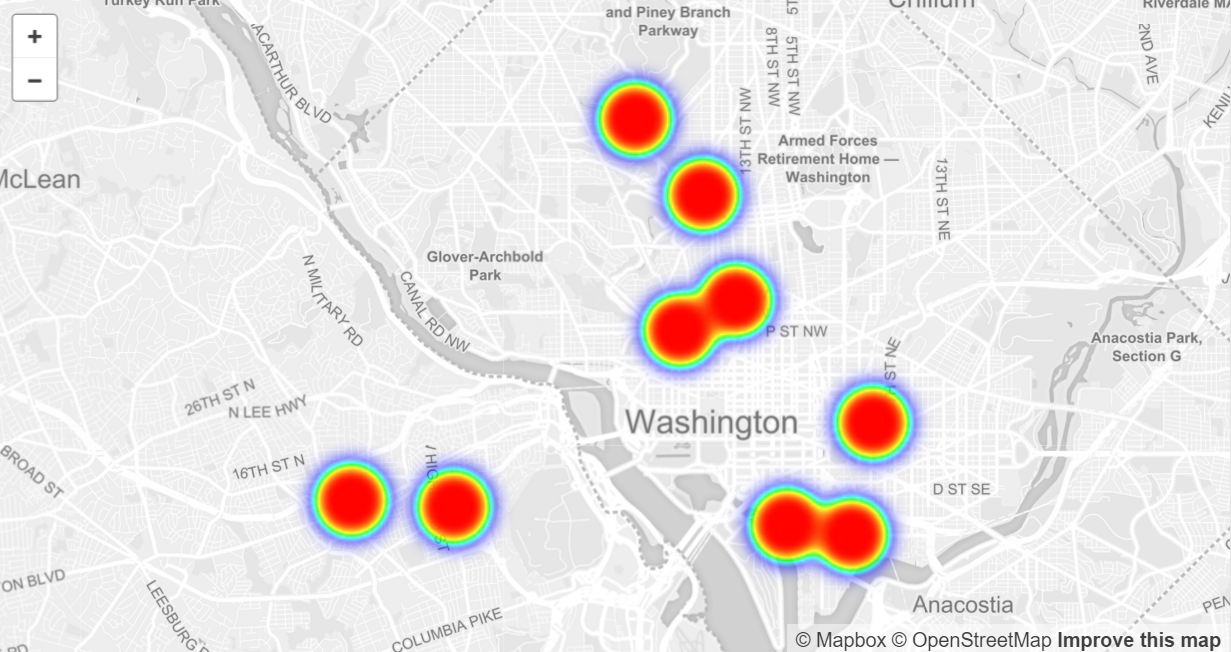 Turkey Run Park
and Piney Branch
Parkway
Chillum
Riverdale
+
−
ACARTHUR BLVD
8TH ST NW
5TH ST NW
2ND AVE
13TH ST NW
Armed Forces
Retirement Home —
Washington
13TH ST NE
McLean
Glover-Archbold
Park
N MILITARY RD
CANAL RD NW
P ST NW
Anacostia Park,
Section G
ST NE
26TH ST N
N LEE HWY
Washington
BROAD ST
16TH ST N
D ST SE
ON BLVD
LEESBURG
COLUMBIA PIKE
Anacostia
PEN
© Mapbox © OpenStreetMap Improve this map